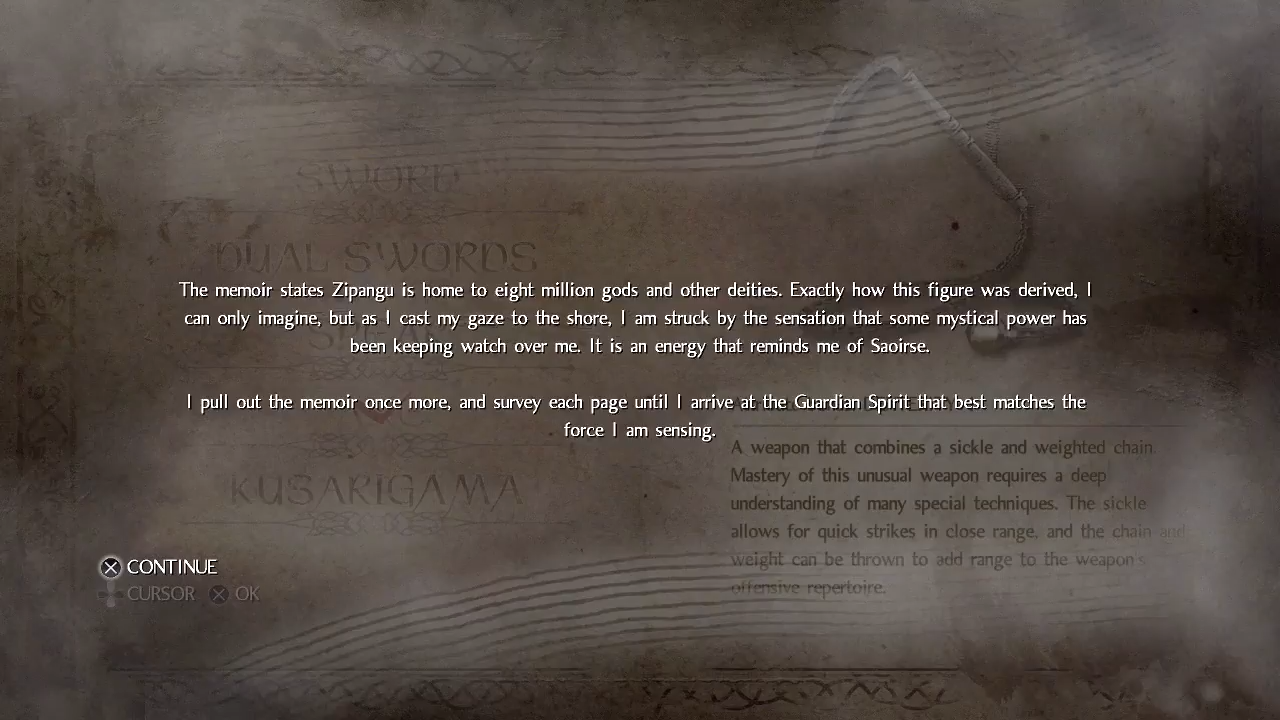 SWORD
DUAL SWORDS
The memoir states Zipangu is home to eight million gods and other deities. Exactly how this figure was derived, I
can only imagine, but as I cast my gaze to the shore, I am struck by the sensation that some mystical power has
been keeping watch over me. It is an energy that reminds me of Saoirse.
I pull out the memoir once more, and survey each page until I arrive at the Guardian Spirit that best matches the
force I am sensing.
KUSARIGAMA
A weapon that combines a sickle and weighted chain.
Mastery of this unusual weapon requires a deep
understanding of many special techniques. The sickle
allows for quick strikes in close range, and the chain and
weight can be thrown to add range to the weapon's
offensive repertoire.
CONTINUE
CURSOR OK